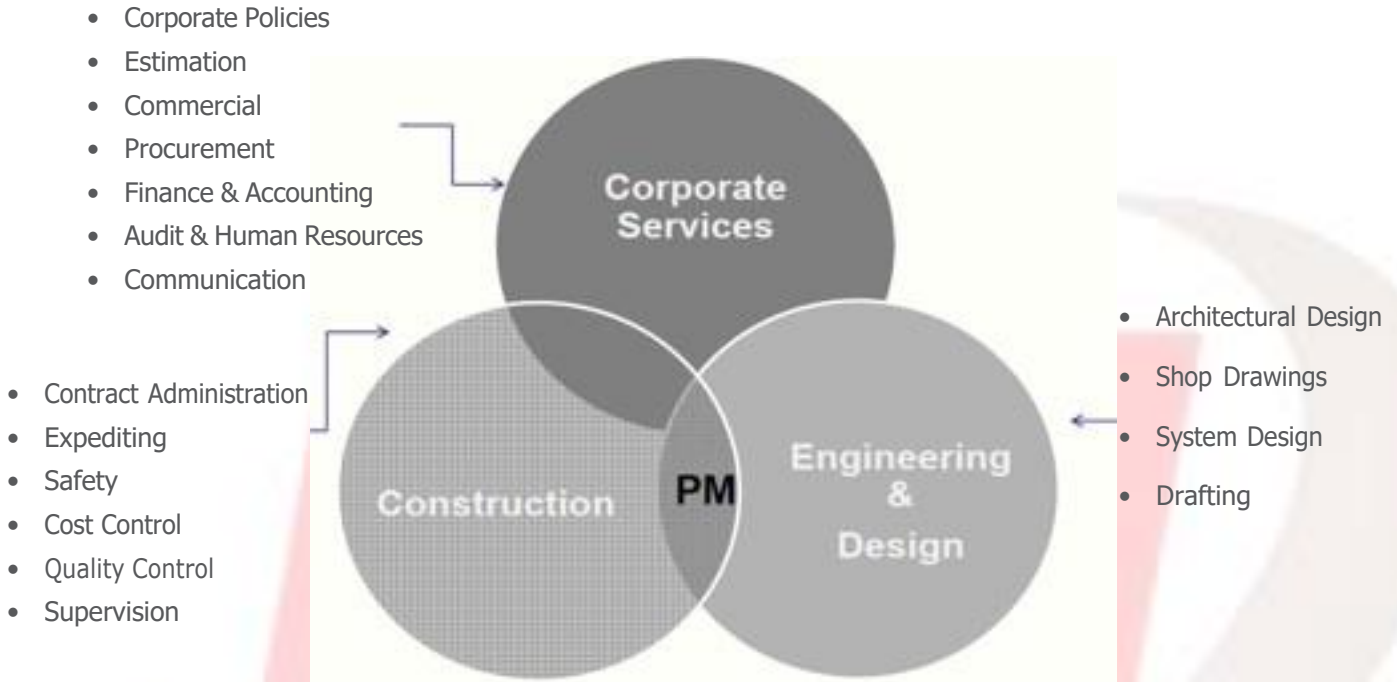 • Corporate Policies
• Estimation
• Commercial
• Procurement
• Finance & Accounting
• Audit & Human Resources
• Communication
Corporate
Services
• Contract Administration
• Expediting
• Safety
• Cost Control
• Quality Control
• Supervision
Construction
PM
Engineering
&
Design
• Architectural Design
• Shop Drawings
• System Design
• Drafting